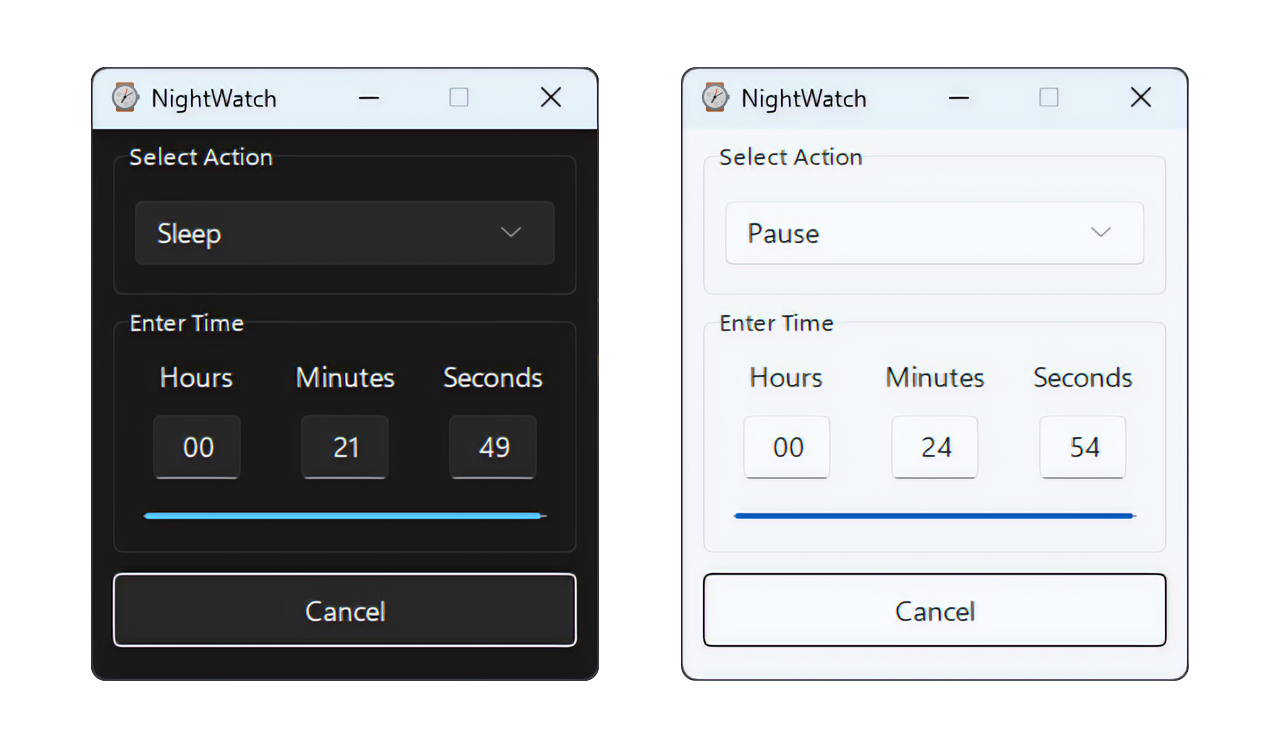 NightWatch
Select Action
Sleep
Enter Time
Hours Minutes Seconds
00 21 49
Cancel
NightWatch
Select Action
Pause
Enter Time
Hours Minutes Seconds
00 24 54
Cancel